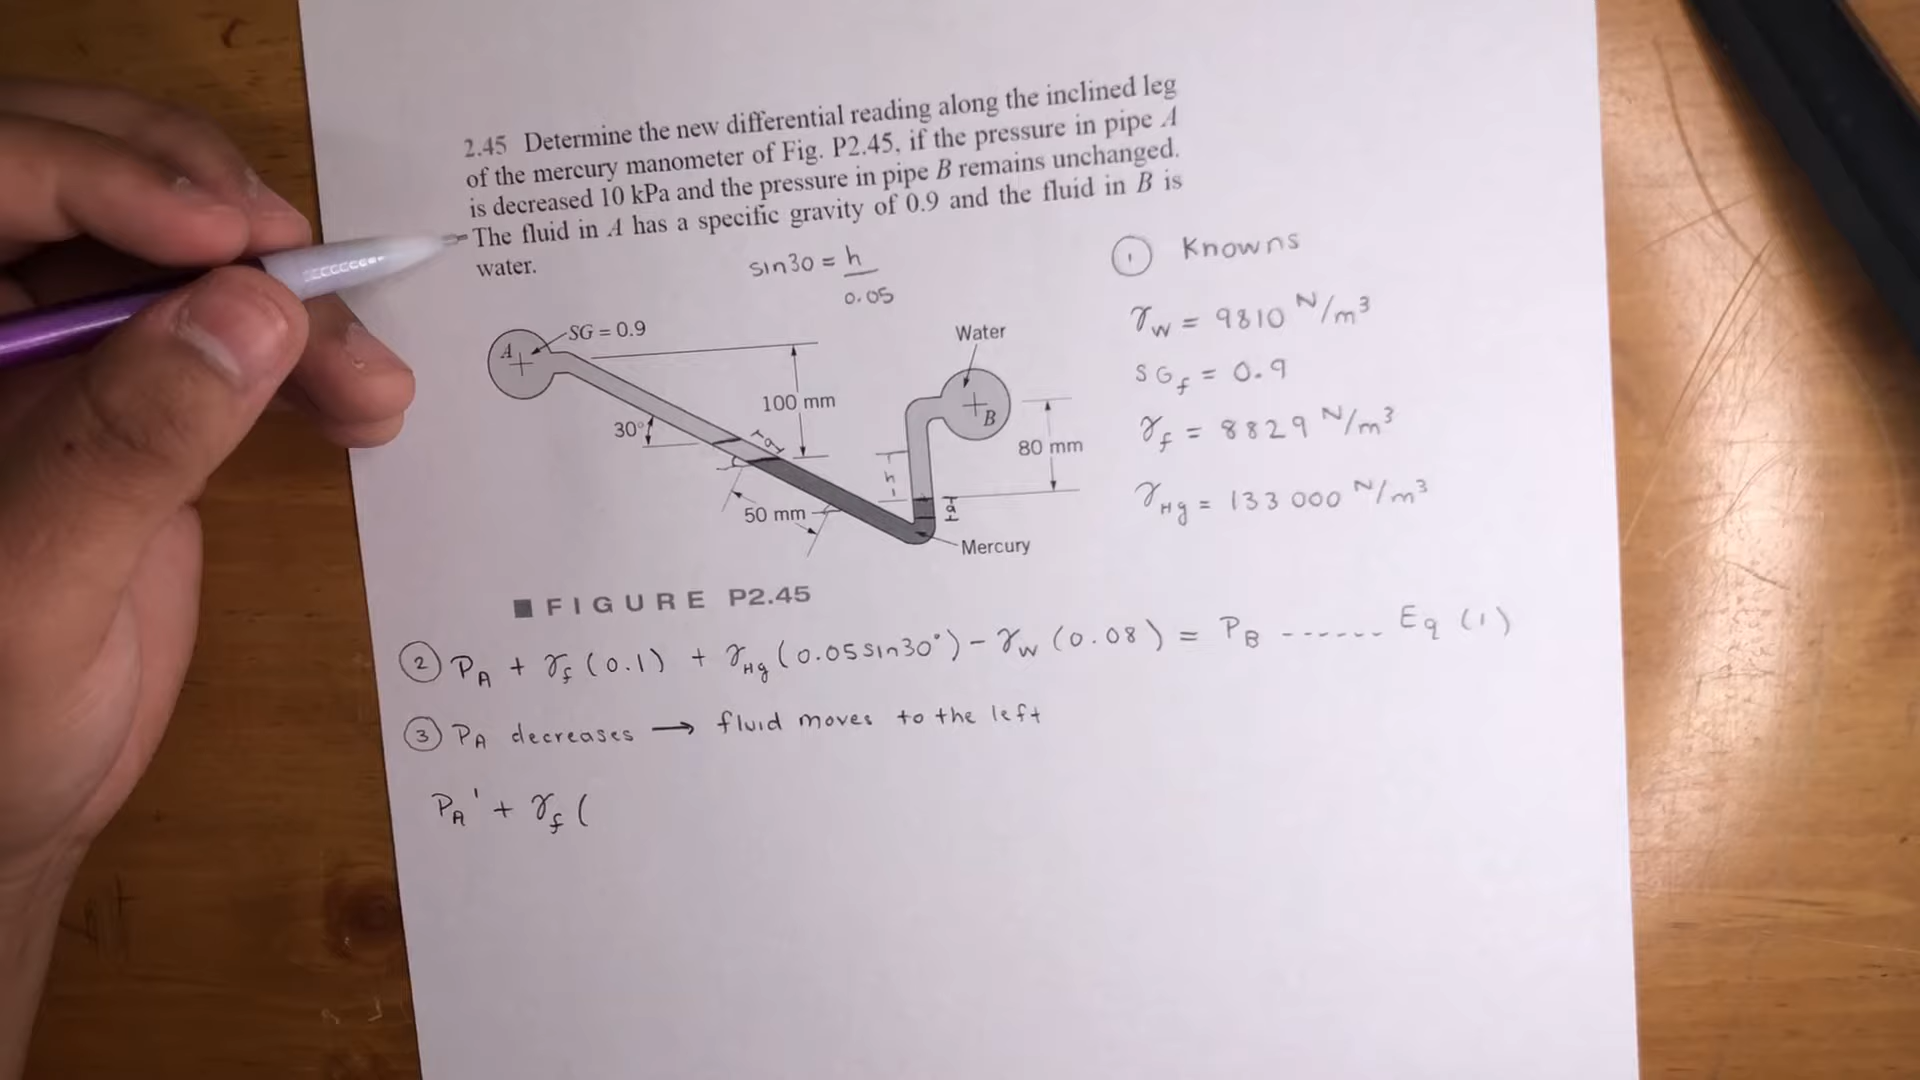 2.45 Determine the new differential reading along the inclined leg
of the mercury manometer of Fig. P2.45, if the pressure in pipe A
is decreased 10 kPa and the pressure in pipe B remains unchanged.
The fluid in A has a specific gravity of 0.9 and the fluid in B is
water.
sin30 = h
0.05
① Knowns
γw = 9810 N/m³
SGf = 0.9
γf = 8829 N/m³
γHg = 133 000 N/m³
A
SG = 0.9
Water
100 mm
B
30°
a
80 mm
h
50 mm
a
Mercury
FIGURE P2.45
② PA + γf (0.1) + γHg (0.05sin30°) - γw (0.08) = PB ------ Eq (1)
③ PA decreases → fluid moves to the left
PA' + γf (